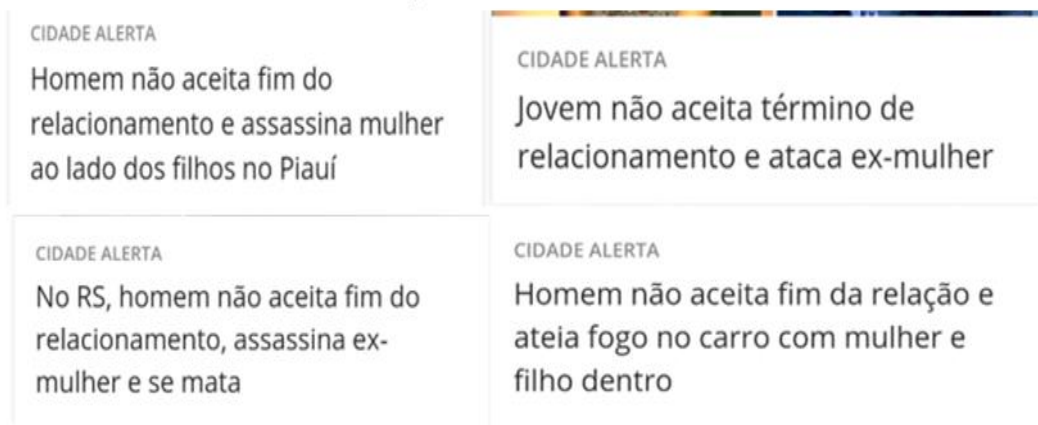 CIDADE ALERTA
Homem não aceita fim do
relacionamento e assassina mulher
ao lado dos filhos no Piauí
CIDADE ALERTA
Jovem não aceita término de
relacionamento e ataca ex-mulher
CIDADE ALERTA
No RS, homem não aceita fim do
relacionamento, assassina ex-
mulher e se mata
CIDADE ALERTA
Homem não aceita fim da relação e
ateia fogo no carro com mulher e
filho dentro